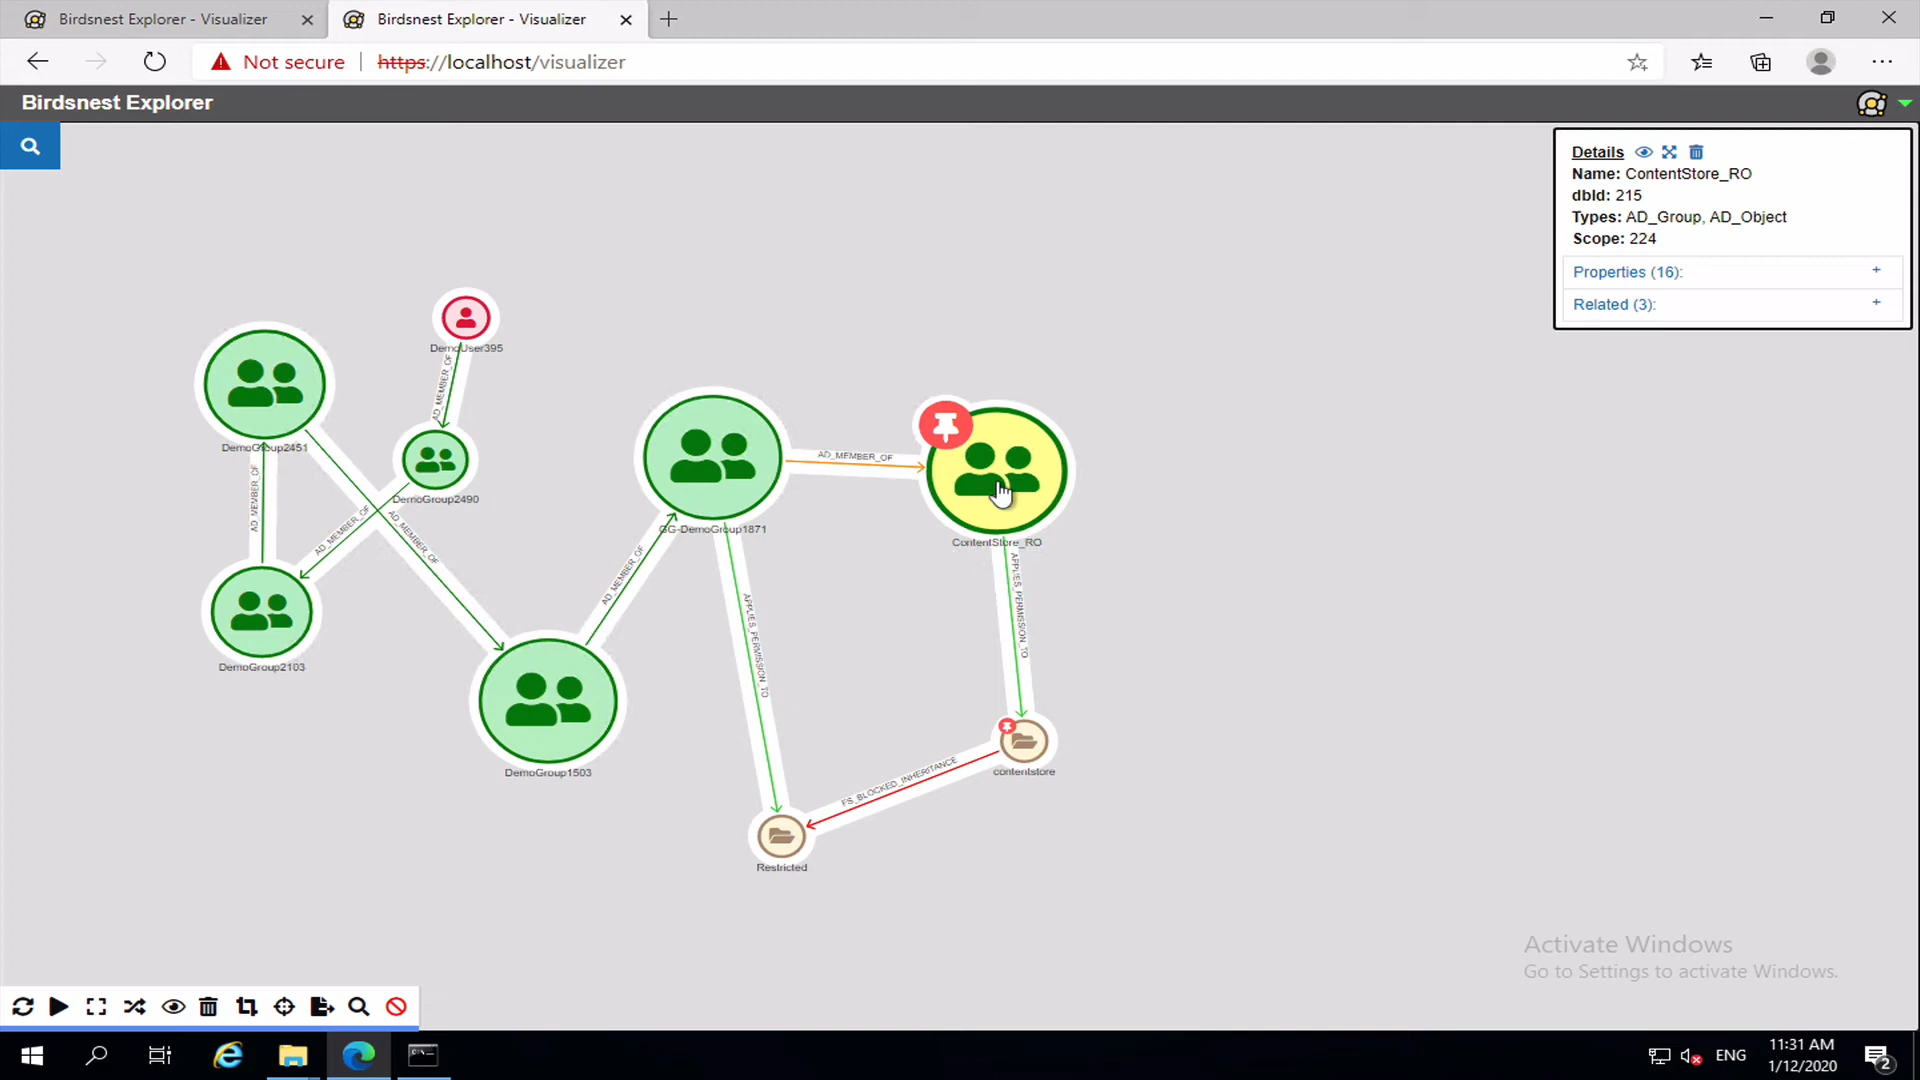 Birdsnest Explorer - Visualizer
Birdsnest Explorer - Visualizer
Not secure
https://localhost/visualizer
Birdsnest Explorer
Details
Name: ContentStore_RO
dbId: 215
Types: AD_Group, AD_Object
Scope: 224
Properties (16): +
Related (3): +
DemoUser395
AD_MEMBER_OF
DemoGroup2451
DemoGroup2490
AD_MEMBER_OF
AD_MEMBER_OF
AD_MEMBER_OF
DemoGroup2103
AD_MEMBER_OF
GG-DemoGroup1871
AD_MEMBER_OF
ContentStore_RO
APPLIES_PERMISSION_TO
APPLIES_PERMISSION_TO
DemoGroup1503
contentstore
FS_BLOCKED_INHERITANCE
Restricted
Activate Windows
Go to Settings to activate Windows.
ENG
11:31 AM
1/12/2020
2